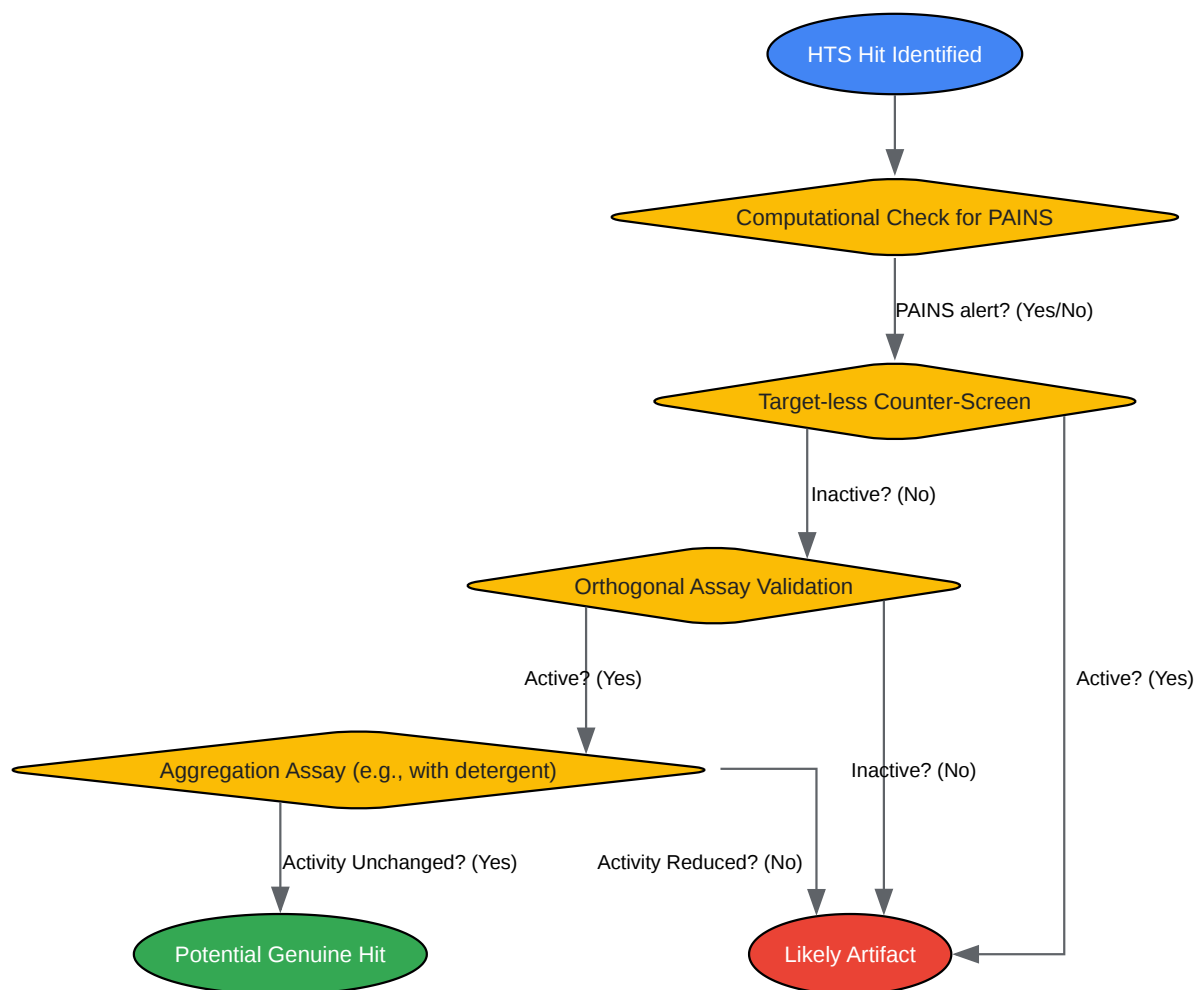 HTS Hit Identified
Computational Check for PAINS
PAINS alert? (Yes/No)
Target-less Counter-Screen
Inactive? (No)
Orthogonal Assay Validation
Active? (Yes)
Active? (Yes)
Aggregation Assay (e.g., with detergent)
Inactive? (No)
Activity Unchanged? (Yes)
Activity Reduced? (No)
Potential Genuine Hit
Likely Artifact